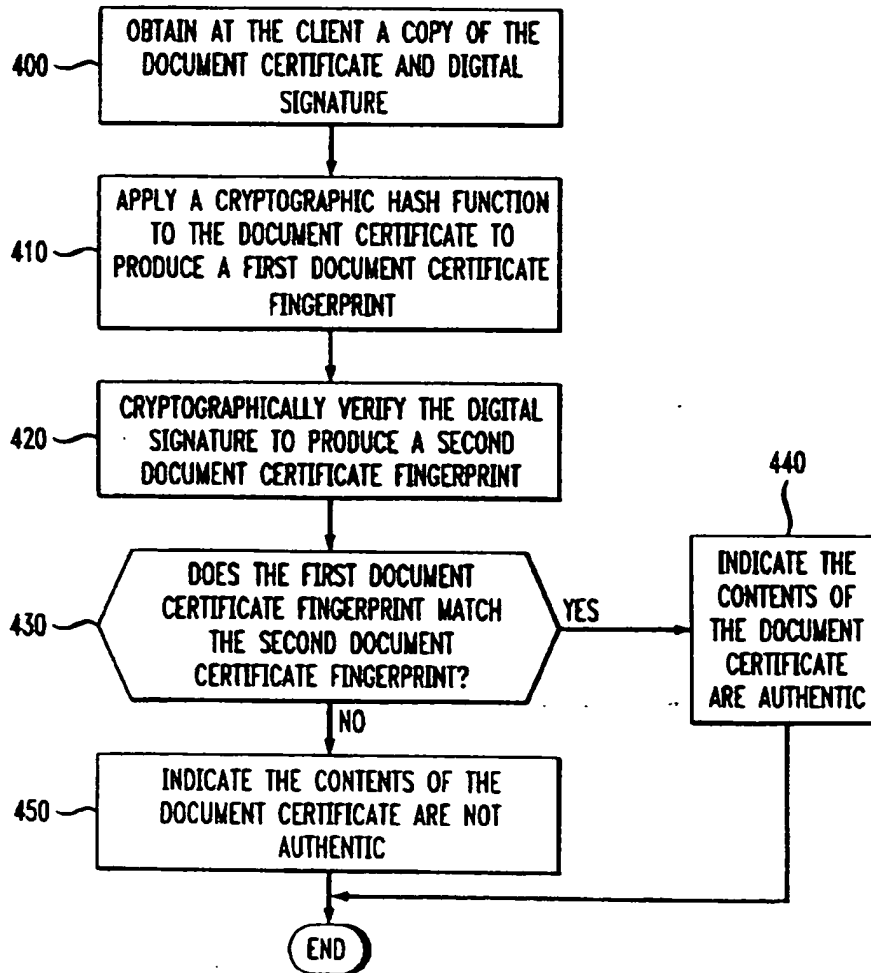 400
OBTAIN AT THE CLIENT A COPY OF THE
DOCUMENT CERTIFICATE AND DIGITAL
SIGNATURE
410
APPLY A CRYPTOGRAPHIC HASH FUNCTION
TO THE DOCUMENT CERTIFICATE TO
PRODUCE A FIRST DOCUMENT CERTIFICATE
FINGERPRINT
420
CRYPTOGRAPHICALLY VERIFY THE DIGITAL
SIGNATURE TO PRODUCE A SECOND
DOCUMENT CERTIFICATE FINGERPRINT
430
DOES THE FIRST DOCUMENT
CERTIFICATE FINGERPRINT MATCH
THE SECOND DOCUMENT
CERTIFICATE FINGERPRINT?
YES
440
INDICATE THE
CONTENTS OF
THE DOCUMENT
CERTIFICATE
ARE AUTHENTIC
NO
450
INDICATE THE CONTENTS OF THE
DOCUMENT CERTIFICATE ARE NOT
AUTHENTIC
END